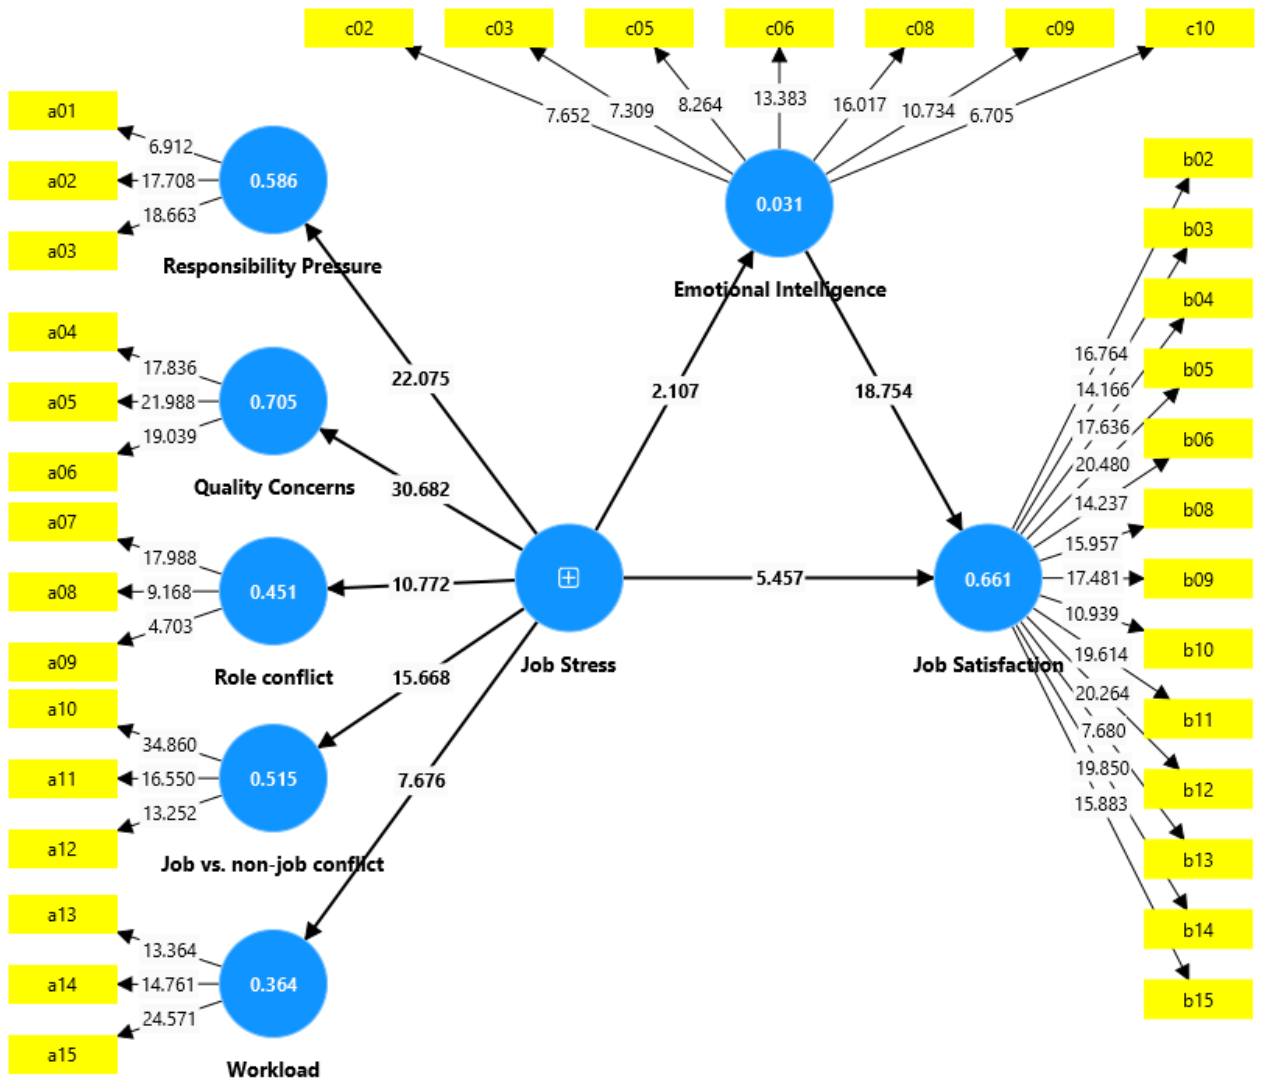 c02
c03
c05
c06
c08
c09
c10
7.652
7.309
8.264
13.383
16.017
10.734
6.705
0.031
Emotional Intelligence
a01
a02
a03
6.912
17.708
18.663
0.586
Responsibility Pressure
a04
a05
a06
17.836
21.988
19.039
0.705
Quality Concerns
a07
a08
a09
17.988
9.168
4.703
0.451
Role conflict
a10
a11
a12
34.860
16.550
13.252
0.515
Job vs. non-job conflict
a13
a14
a15
13.364
14.761
24.571
0.364
Workload
22.075
30.682
10.772
15.668
7.676
Job Stress
2.107
18.754
5.457
0.661
Job Satisfaction
16.764
14.166
17.636
20.480
14.237
15.957
17.481
10.939
19.614
20.264
7.680
19.850
15.883
b02
b03
b04
b05
b06
b08
b09
b10
b11
b12
b13
b14
b15